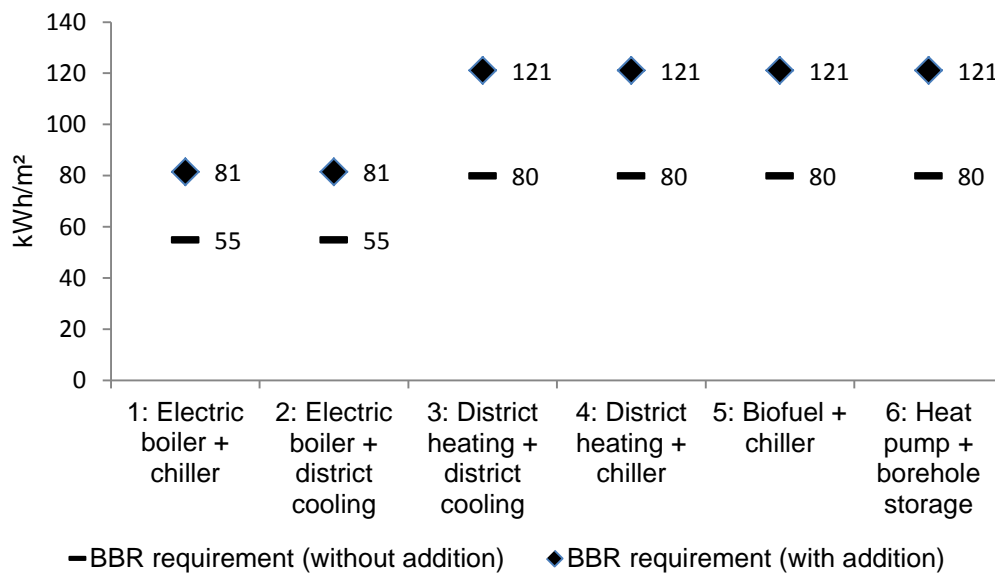 140
120
100
80
60
40
20
0
kWh/m²
81
81
121
121
121
121
55
55
80
80
80
80
1: Electric
boiler +
chiller
2: Electric
boiler +
district
cooling
3: District
heating +
district
cooling
4: District
heating +
chiller
5: Biofuel +
chiller
6: Heat
pump +
borehole
storage
BBR requirement (without addition)
BBR requirement (with addition)